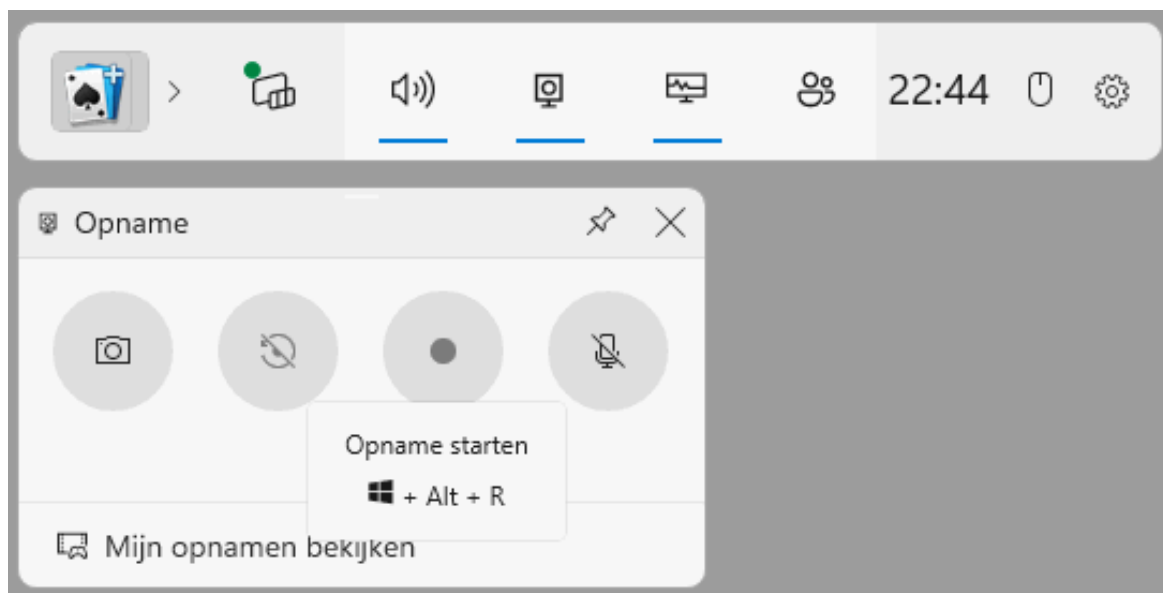 22:44
Opname
Opname starten
+ Alt + R
Mijn opnamen bekijken